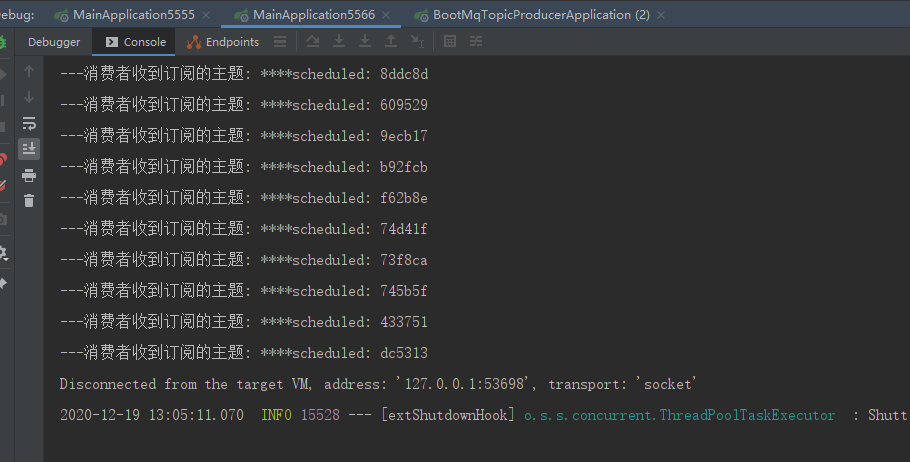 Debug: MainApplication5555 × MainApplication5566 × BootMqTopicProducerApplication (2) ×
Debugger Console Endpoints
---消费者收到订阅的主题: ****scheduled: 8ddc8d
---消费者收到订阅的主题: ****scheduled: 609529
---消费者收到订阅的主题: ****scheduled: 9ecb17
---消费者收到订阅的主题: ****scheduled: b92fcb
---消费者收到订阅的主题: ****scheduled: f62b8e
---消费者收到订阅的主题: ****scheduled: 74d41f
---消费者收到订阅的主题: ****scheduled: 73f8ca
---消费者收到订阅的主题: ****scheduled: 745b5f
---消费者收到订阅的主题: ****scheduled: 433751
---消费者收到订阅的主题: ****scheduled: dc5313
Disconnected from the target VM, address: '127.0.0.1:53698', transport: 'socket'
2020-12-19 13:05:11.070  INFO 15528 --- [extShutdownHook] o.s.s.concurrent.ThreadPoolTaskExecutor  : Shutt